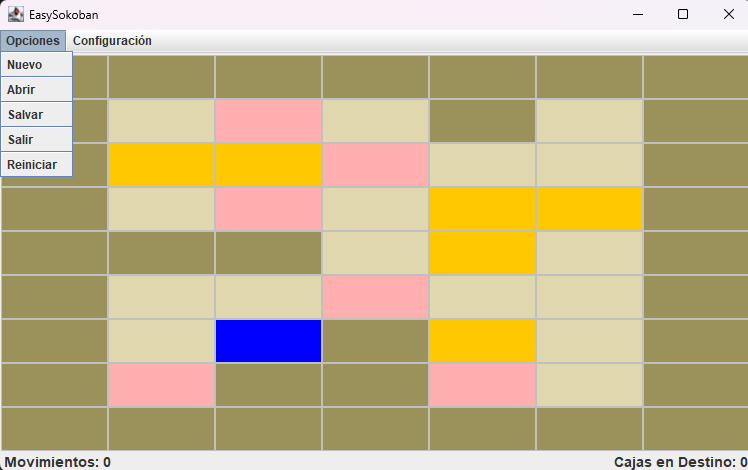 EasySokoban
Opciones Configuración
Nuevo
Abrir
Salvar
Salir
Reiniciar
Movimientos: 0 Cajas en Destino: 0